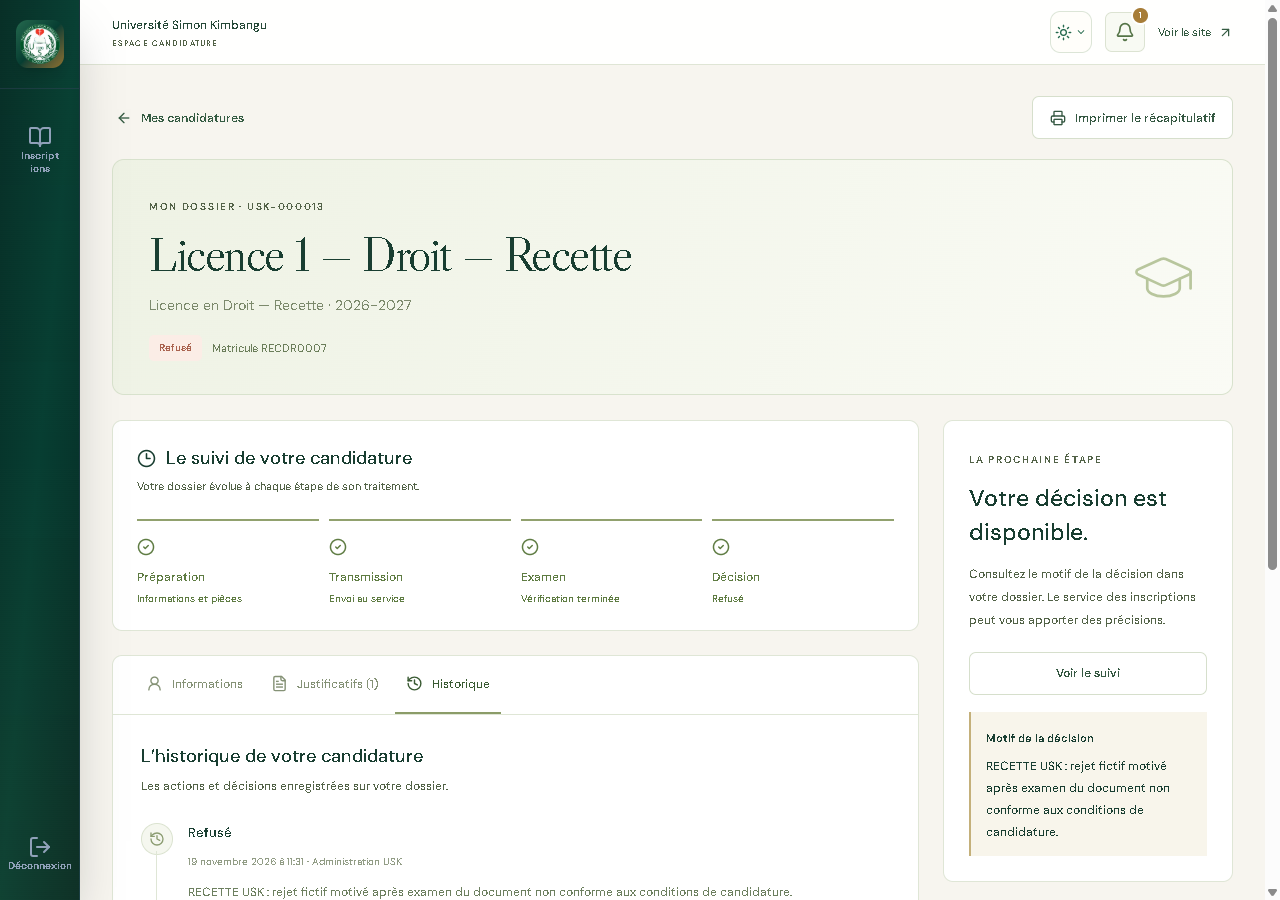 Université Simon Kimbangu
ESPACE CANDIDATURE
1
Voir le site
Inscript
ions
Déconnexion
Mes candidatures
Imprimer le récapitulatif
MON DOSSIER · USK-000013
Licence 1 — Droit — Recette
Licence en Droit — Recette · 2026-2027
Refusé
Matricule RECDR0007
Le suivi de votre candidature
Votre dossier évolue à chaque étape de son traitement.
Préparation
Informations et pièces
Transmission
Envoi au service
Examen
Vérification terminée
Décision
Refusé
LA PROCHAINE ÉTAPE
Votre décision est
disponible.
Consultez le motif de la décision dans
votre dossier. Le service des inscriptions
peut vous apporter des précisions.
Voir le suivi
Motif de la décision
RECETTE USK : rejet fictif motivé
après examen du document non
conforme aux conditions de
candidature.
Informations
Justificatifs (1)
Historique
L'historique de votre candidature
Les actions et décisions enregistrées sur votre dossier.
Refusé
19 novembre 2026 à 11:31 · Administration USK
RECETTE USK : rejet fictif motivé après examen du document non conforme aux conditions de candidature.